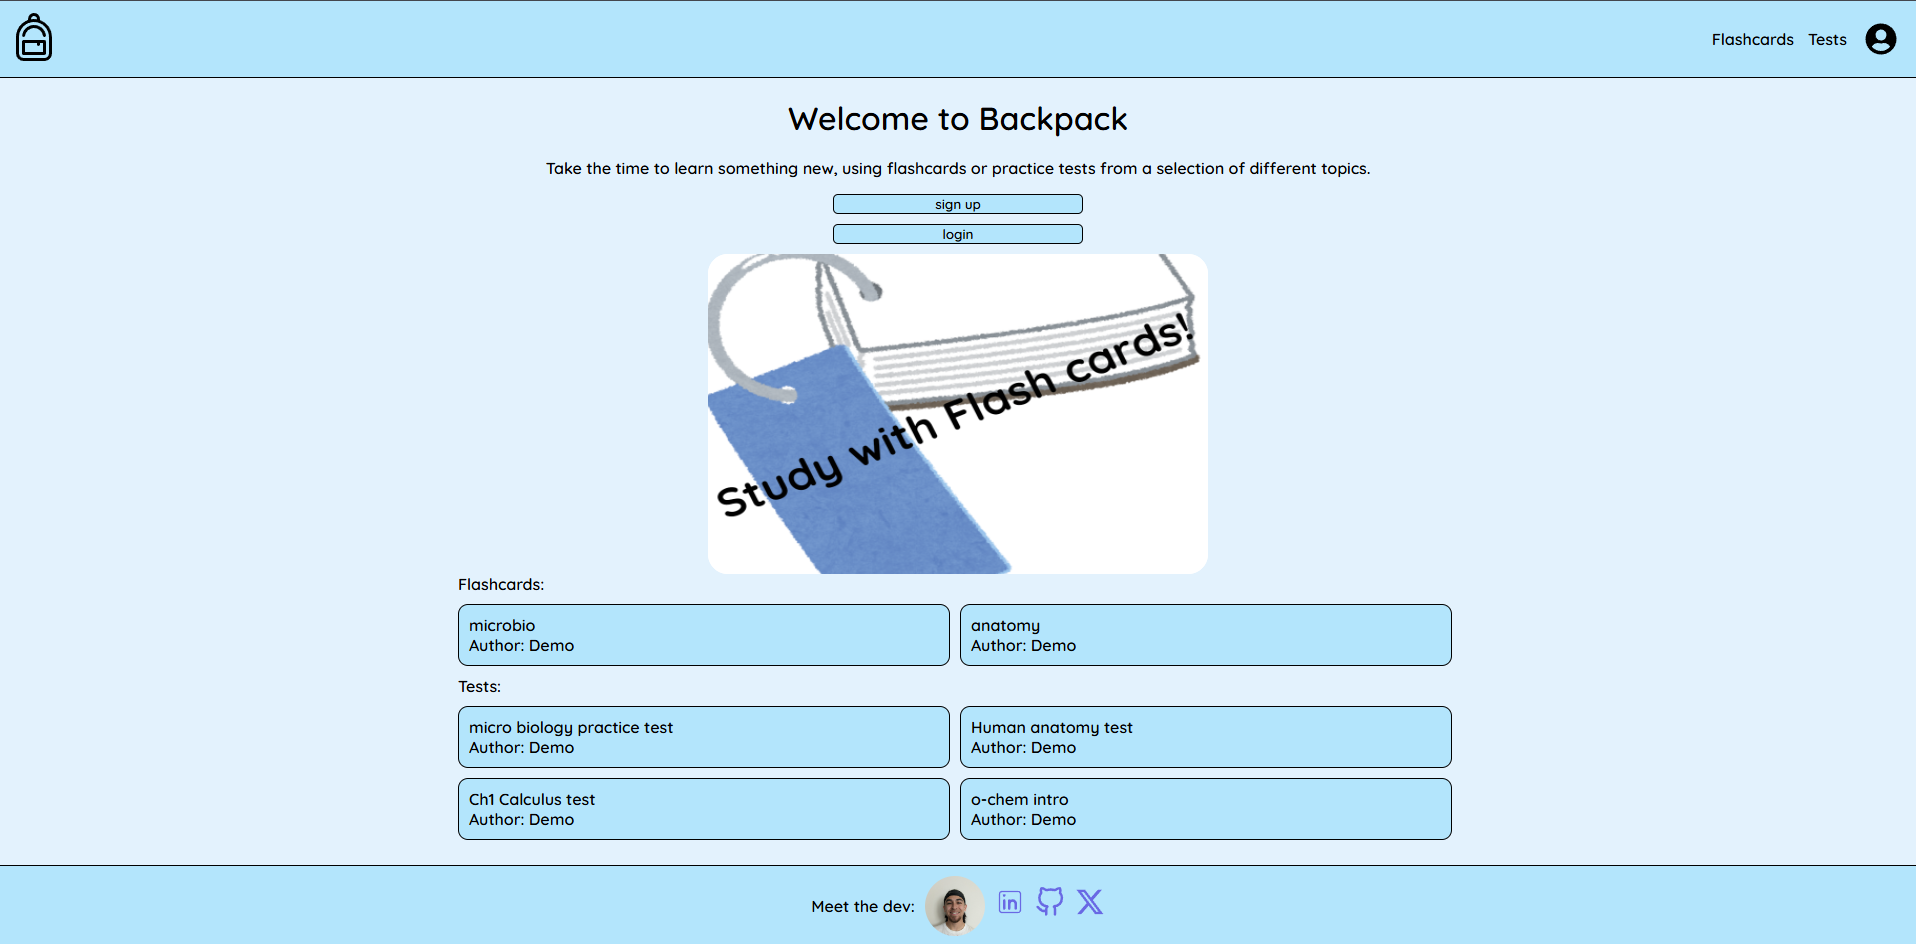 Flashcards Tests
Welcome to Backpack
Take the time to learn something new, using flashcards or practice tests from a selection of different topics.
sign up
login
Study with Flash cards!
Flashcards:
microbio
Author: Demo
anatomy
Author: Demo
Tests:
micro biology practice test
Author: Demo
Human anatomy test
Author: Demo
Ch1 Calculus test
Author: Demo
o-chem intro
Author: Demo
Meet the dev: